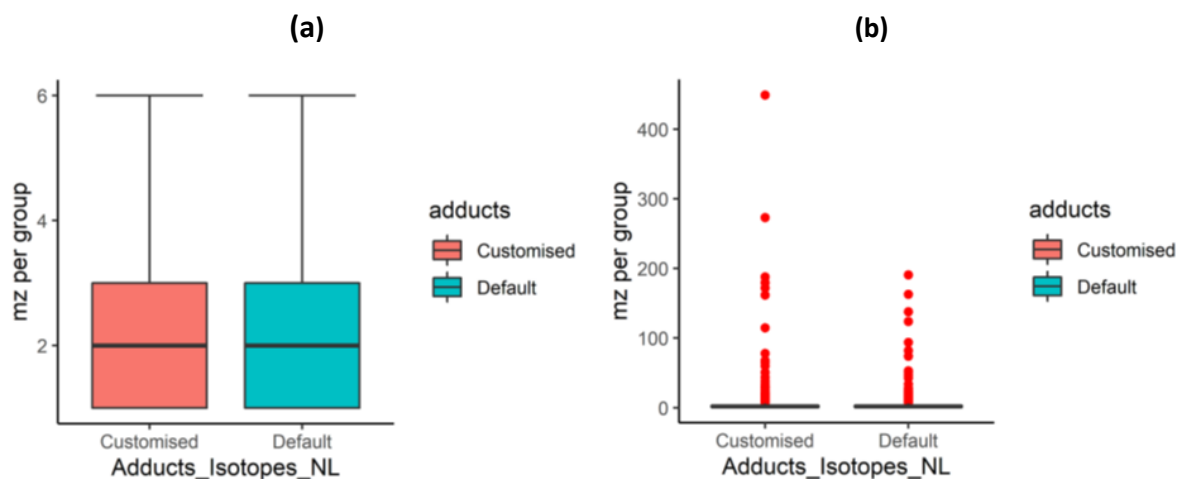 (a)
mz per group
6
4
2
Customised
Default
Adducts_Isotopes_NL
adducts
Customised
Default
(b)
mz per group
400
300
200
100
0
Customised
Default
Adducts_Isotopes_NL
adducts
Customised
Default